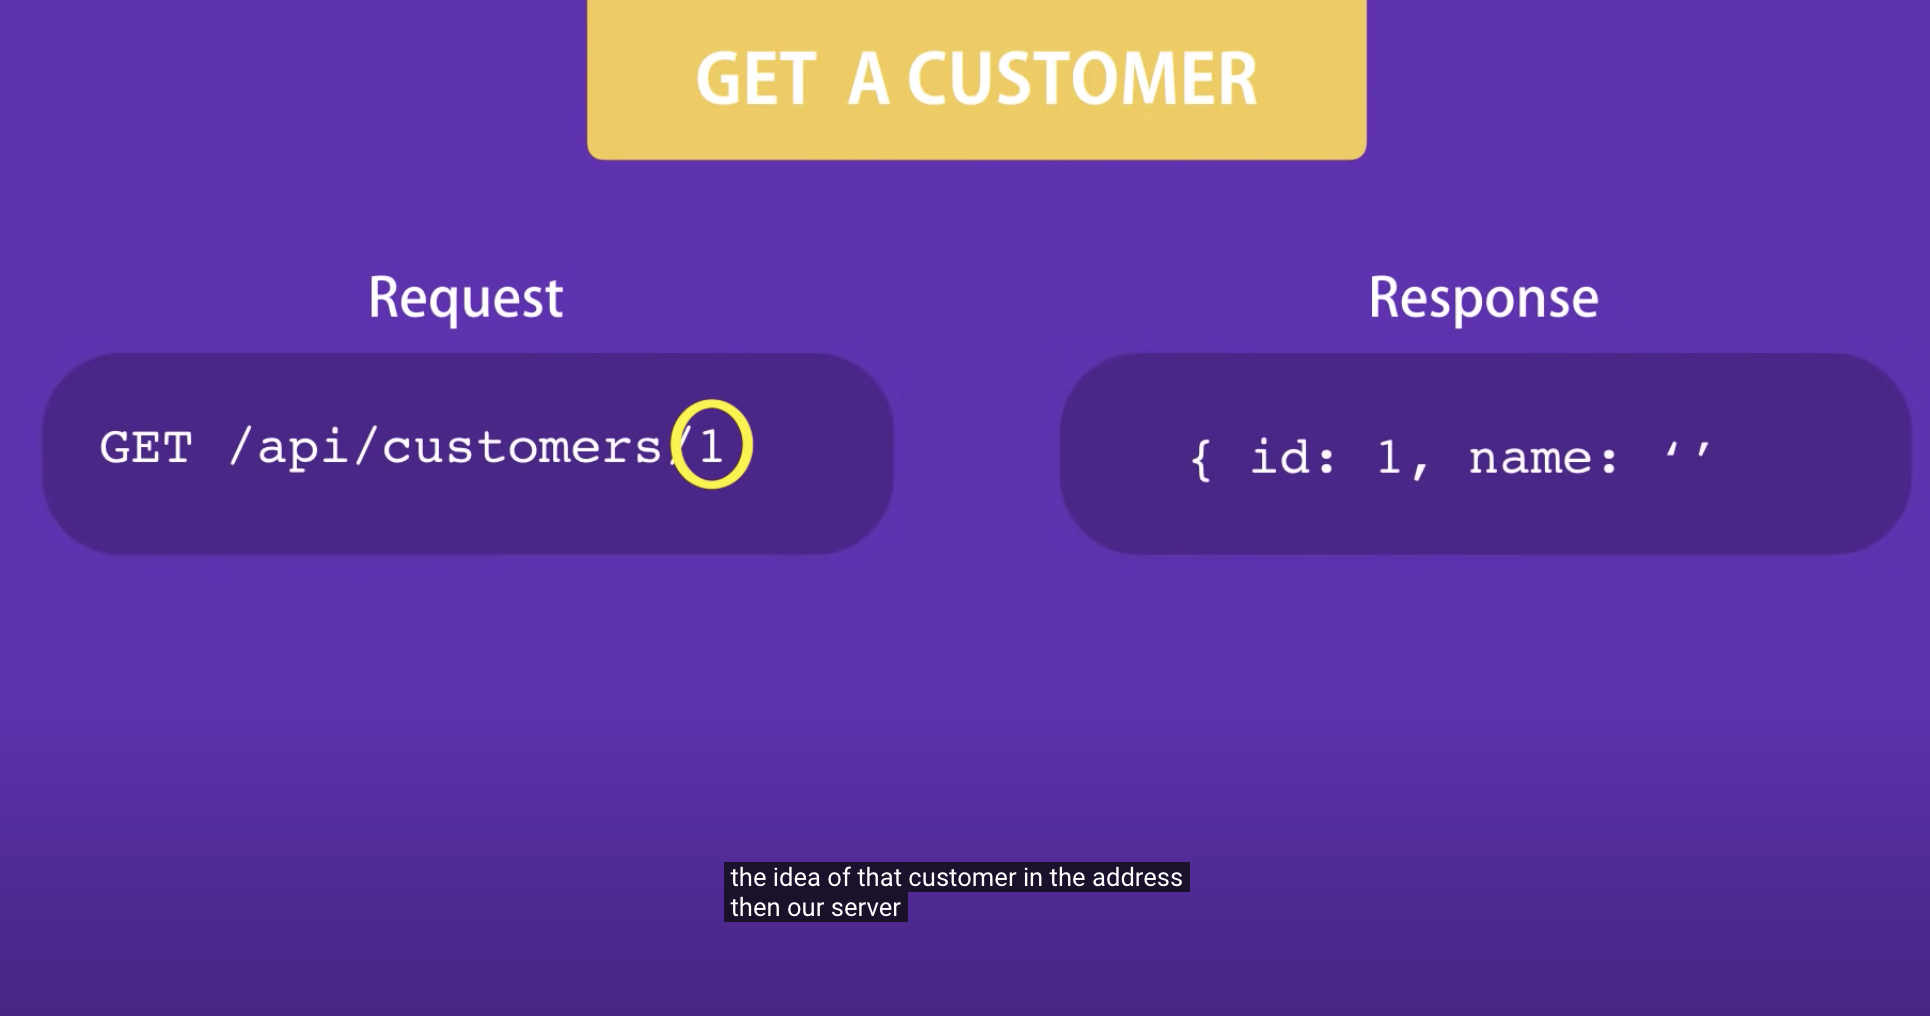 GET A CUSTOMER
Request
Response
GET /api/customers/1
{ id: 1, name: ‘’
the idea of that customer in the address
then our server